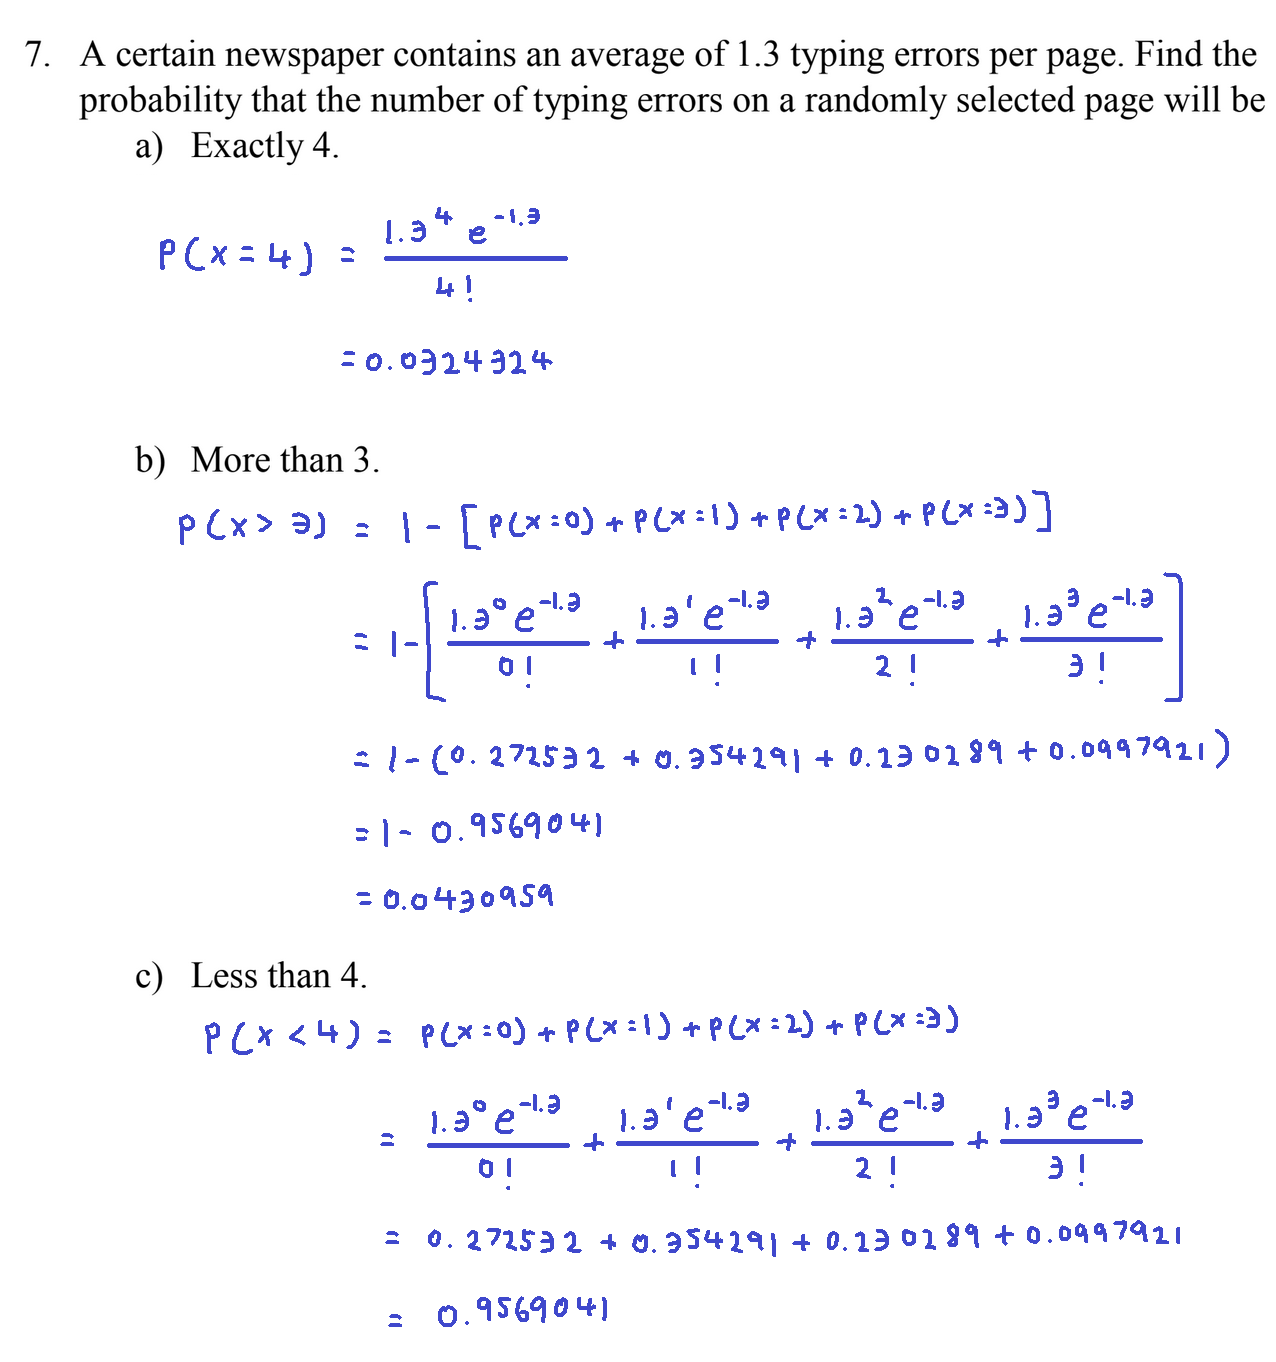 7. A certain newspaper contains an average of 1.3 typing errors per page. Find the
probability that the number of typing errors on a randomly selected page will be
a) Exactly 4.
P(x=4) = \frac{1.3^4 e^{-1.3}}{4!}
= 0.0324324
b) More than 3.
P(x>3) = 1 - [P(x=0) + P(x=1) + P(x=2) + P(x=3)]
= 1 - [\frac{1.3^0 e^{-1.3}}{0!} + \frac{1.3^1 e^{-1.3}}{1!} + \frac{1.3^2 e^{-1.3}}{2!} + \frac{1.3^3 e^{-1.3}}{3!}]
= 1 - (0.272532 + 0.354291 + 0.230289 + 0.0997921)
= 1 - 0.9569041
= 0.0430959
c) Less than 4.
P(x<4) = P(x=0) + P(x=1) + P(x=2) + P(x=3)
= \frac{1.3^0 e^{-1.3}}{0!} + \frac{1.3^1 e^{-1.3}}{1!} + \frac{1.3^2 e^{-1.3}}{2!} + \frac{1.3^3 e^{-1.3}}{3!}
= 0.272532 + 0.354291 + 0.230289 + 0.0997921
= 0.9569041